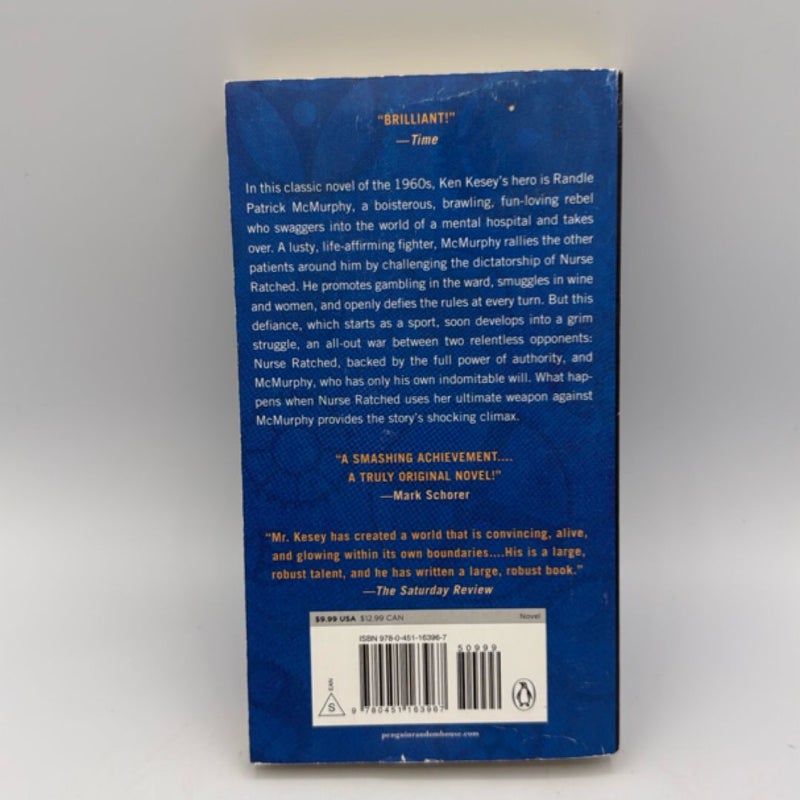 “BRILLIANT!”
—Time
In this classic novel of the 1960s, Ken Kesey’s hero is Randle
Patrick McMurphy, a boisterous, brawling, fun-loving rebel
who swaggers into the world of a mental hospital and takes
over. A lusty, life-affirming fighter, McMurphy rallies the other
patients around him by challenging the dictatorship of Nurse
Ratched. He promotes gambling in the ward, smuggles in wine
and women, and openly defies the rules at every turn. But this
defiance, which starts as a sport, soon develops into a grim
struggle, an all-out war between two relentless opponents:
Nurse Ratched, backed by the full power of authority, and
McMurphy, who has only his own indomitable will. What hap-
pens when Nurse Ratched uses her ultimate weapon against
McMurphy provides the story’s shocking climax.
“A SMASHING ACHIEVEMENT....
A TRULY ORIGINAL NOVEL!”
—Mark Schorer
“Mr. Kesey has created a world that is convincing, alive,
and glowing within its own boundaries....His is a large,
robust talent, and he has written a large, robust book.”
—The Saturday Review
$9.99 USA $12.99 CAN Novel
ISBN 978-0-451-16396-7
50999
EAN
S
9 780451 163967
penguinrandomhouse.com